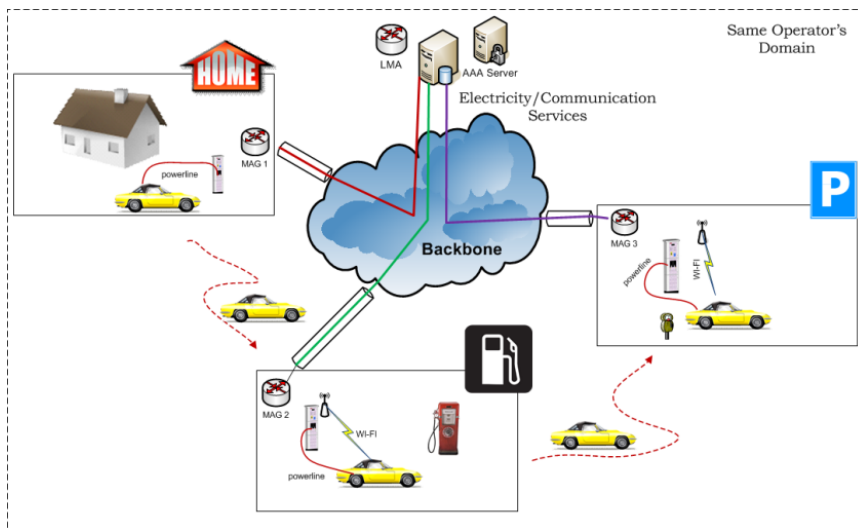 Same Operator's
Domain
HOME
LMA
AAA Server
Electricity/Communication
Services
MAG 1
powerline
P
Backbone
MAG 3
powerline
WI-FI
MAG 2
WI-FI
powerline